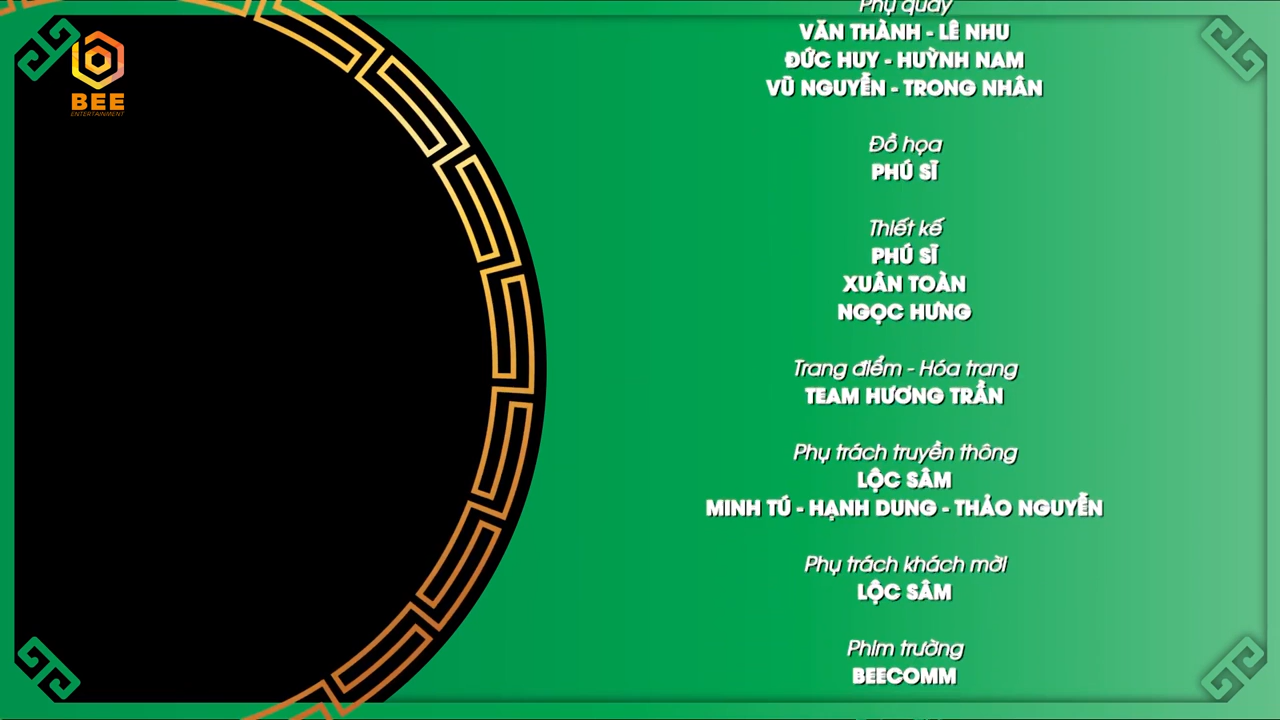 BEE
ENTERTAINMENT
Phụ quay
VĂN THÀNH - LÊ NHU
ĐỨC HUY - HUỲNH NAM
VŨ NGUYỄN - TRONG NHÂN
Đồ họa
PHÚ SĨ
Thiết kế
PHÚ SĨ
XUÂN TOÀN
NGỌC HƯNG
Trang điểm - Hóa trang
TEAM HƯƠNG TRẦN
Phụ trách truyền thông
LỘC SÂM
MINH TÚ - HẠNH DUNG - THẢO NGUYỄN
Phụ trách khách mời
LỘC SÂM
Phim trường
BEECOMM